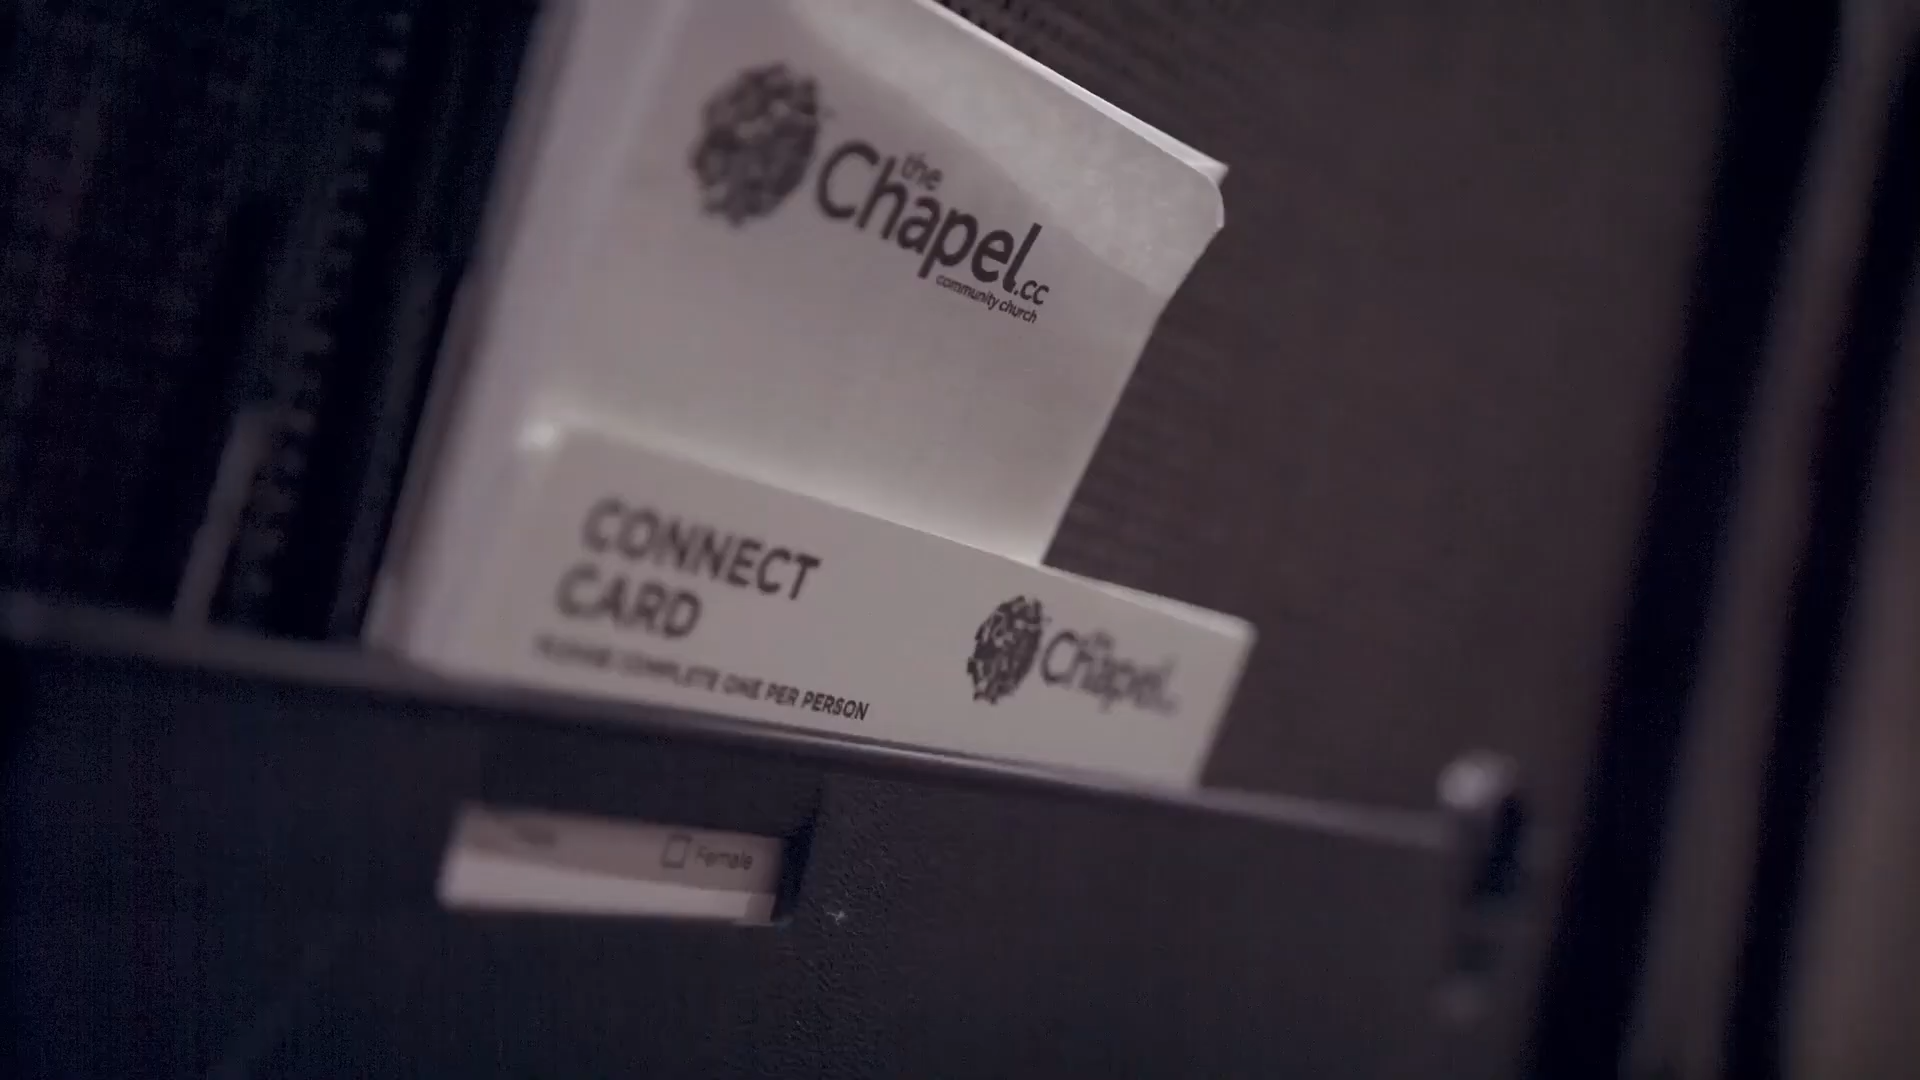 the
Chapel.cc
community church
CONNECT
CARD
PLEASE COMPLETE ONE PER PERSON
the
Chapel
Female